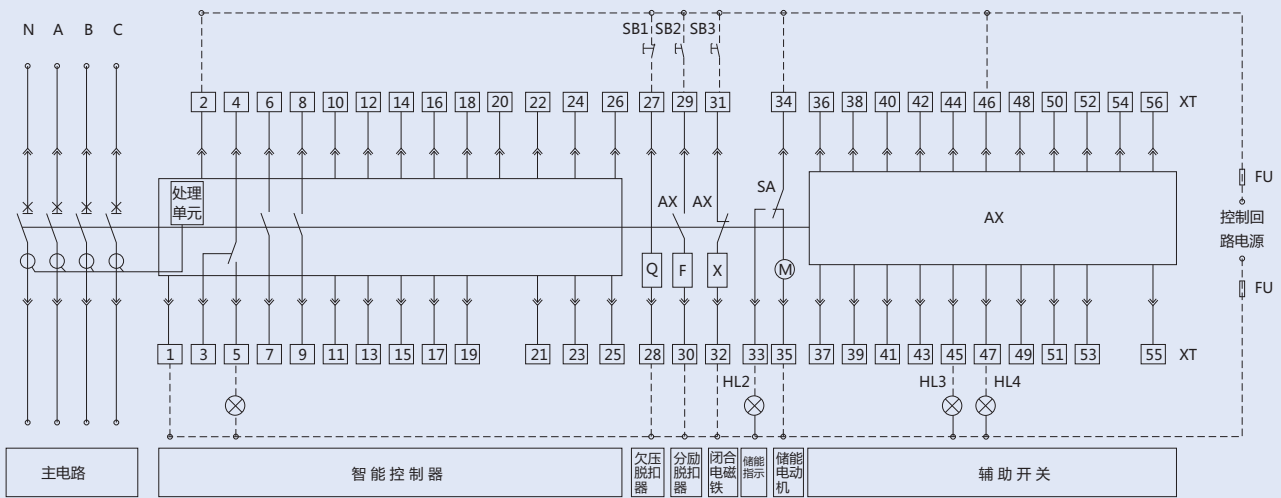 N A B C
SB1 SB2 SB3
2 4 6 8 10 12 14 16 18 20 22 24 26 27 29 31 34 36 38 40 42 44 46 48 50 52 54 56 XT
FU
处理
单元
AX AX SA AX
控制回
路电源
Q F X M
FU
1 3 5 7 9 11 13 15 17 19 21 23 25 28 30 32 33 35 37 39 41 43 45 47 49 51 53 55 XT
HL2 HL3 HL4
主电路
智能控制器
欠压
脱扣
器
分励
脱扣
器
闭合
电磁
铁
储能
指示
储能
电动
机
辅助开关